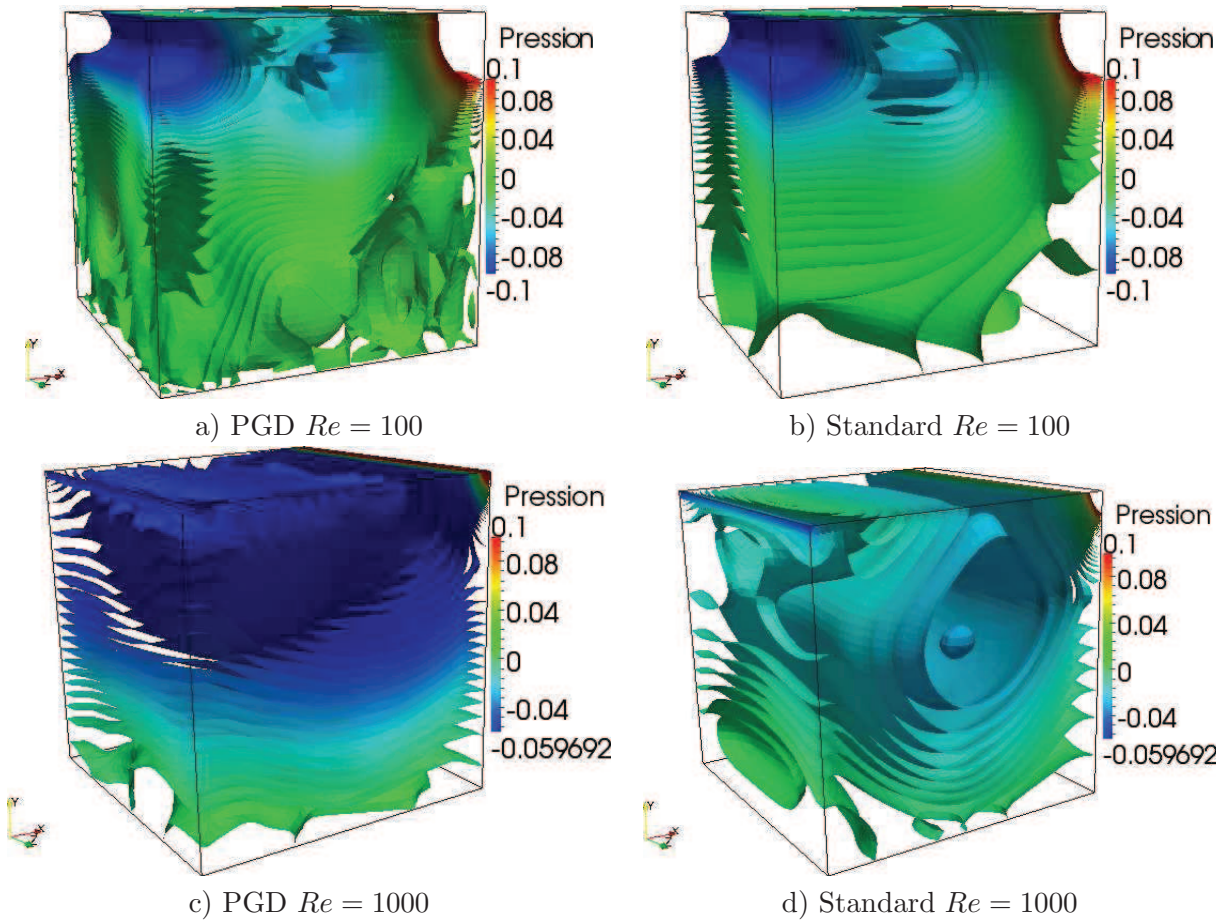 Pression
0.1
0.08
0.04
0
-0.04
-0.08
-0.1
Y
X
Z
a) PGD Re = 100
Pression
0.1
0.08
0.04
0
-0.04
-0.08
-0.1
Y
X
Z
b) Standard Re = 100
Pression
0.1
0.08
0.04
0
-0.04
-0.059692
Y
X
Z
c) PGD Re = 1000
Pression
0.1
0.08
0.04
0
-0.04
-0.059692
Y
X
Z
d) Standard Re = 1000